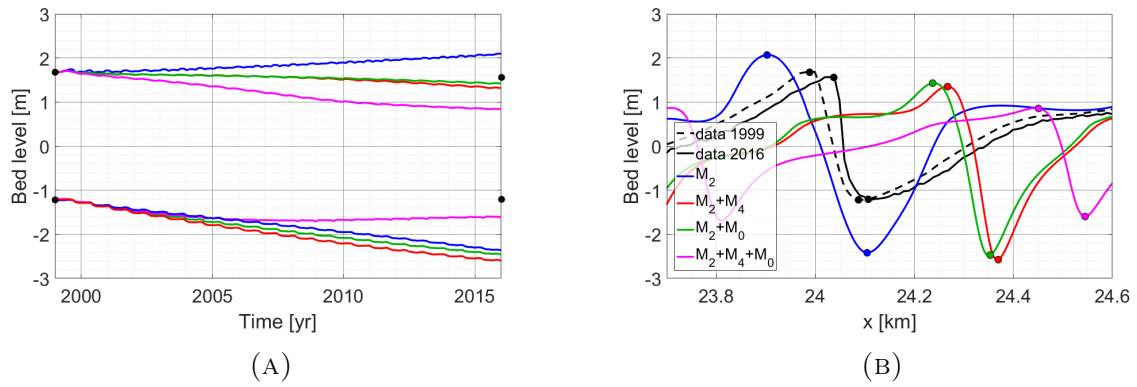 3
2
1
0
-1
-2
-3
Bed level [m]
2000
2005
2010
2015
Time [yr]
(A)
3
2
1
0
-1
-2
-3
Bed level [m]
data 1999
data 2016
M₂
M₂+M₄
M₂+M₀
M₂+M₄+M₀
23.8
24
24.2
24.4
24.6
x [km]
(B)